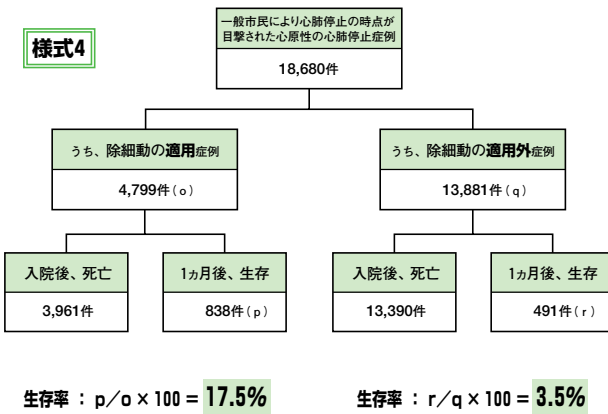 様式4
一般市民により心肺停止の時点が
目撃された心原性の心肺停止症例
18,680件
うち、除細動の適用症例
4,799件(o)
うち、除細動の適用外症例
13,881件(q)
入院後、死亡
3,961件
1ヵ月後、生存
838件(p)
入院後、死亡
13,390件
1ヵ月後、生存
491件(r)
生存率 : p/o × 100 = 17.5%
生存率 : r/q × 100 = 3.5%